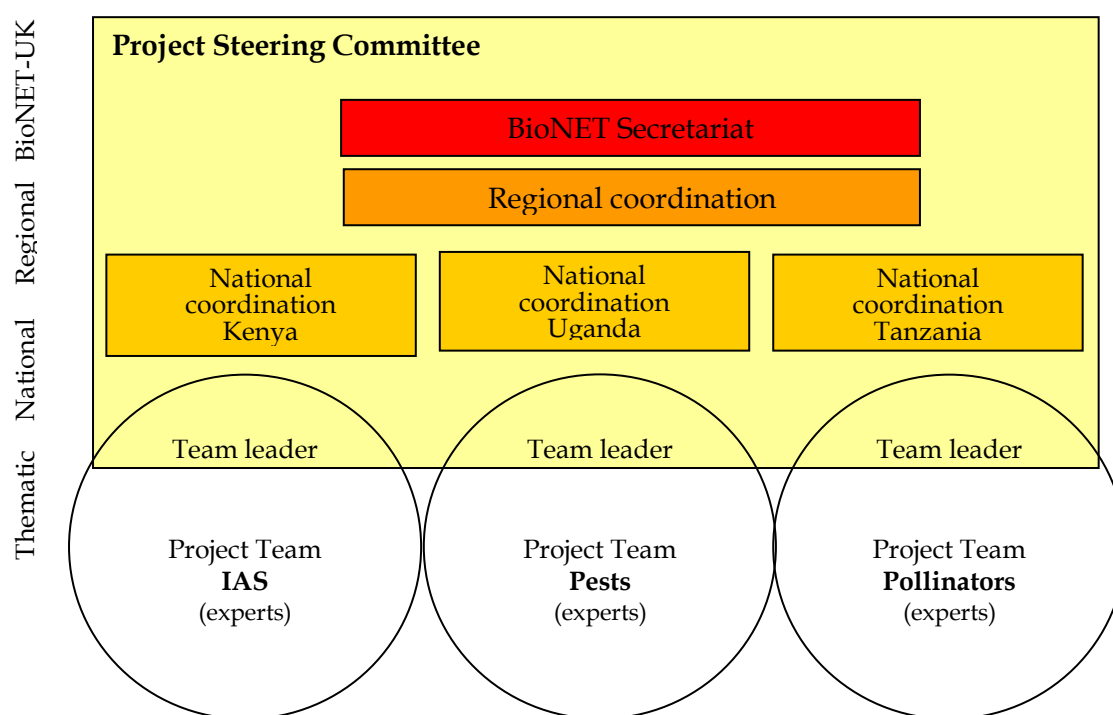 BioNET-UK
Regional
National
Thematic
Project Steering Committee
BioNET Secretariat
Regional coordination
National
coordination
Kenya
National
coordination
Uganda
National
coordination
Tanzania
Team leader
Team leader
Team leader
Project Team
IAS
(experts)
Project Team
Pests
(experts)
Project Team
Pollinators
(experts)